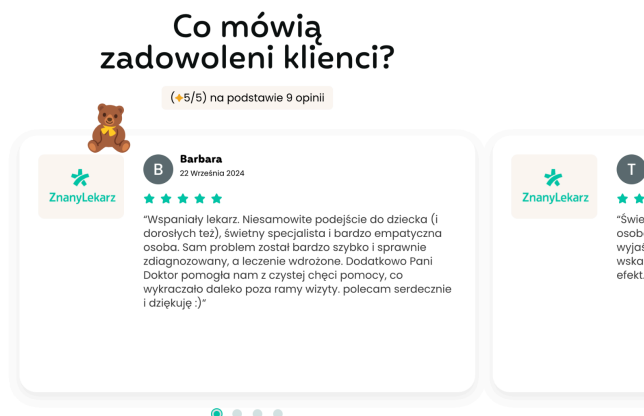 Co mówią
zadowoleni klienci?
(✦5/5) na podstawie 9 opinii
ZnanyLekarz
B
Barbara
22 Września 2024
“Wspaniały lekarz. Niesamowite podejście do dziecka (i
dorosłych też), świetny specjalista i bardzo empatyczna
osoba. Sam problem został bardzo szybko i sprawnie
zdiagnozowany, a leczenie wdrożone. Dodatkowo Pani
Doktor pomogła nam z czystej chęci pomocy, co
wykraczało daleko poza ramy wizyty. polecam serdecznie
i dziękuję :)”
ZnanyLekarz
T